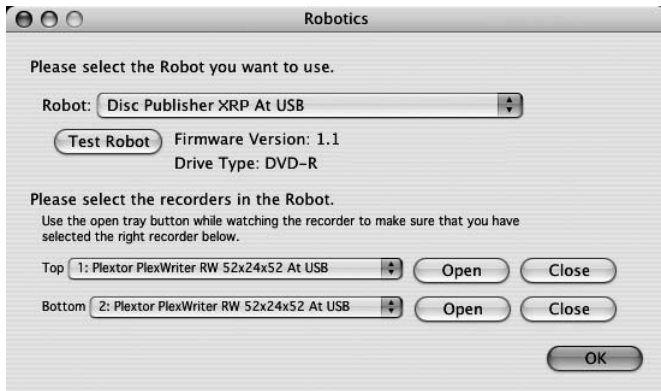 Robotics
Please select the Robot you want to use.
Robot: Disc Publisher XRP At USB
Test Robot Firmware Version: 1.1
Drive Type: DVD-R
Please select the recorders in the Robot.
Use the open tray button while watching the recorder to make sure that you have
selected the right recorder below.
Top 1: Plextor PlexWriter RW 52x24x52 At USB Open Close
Bottom 2: Plextor PlexWriter RW 52x24x52 At USB Open Close
OK